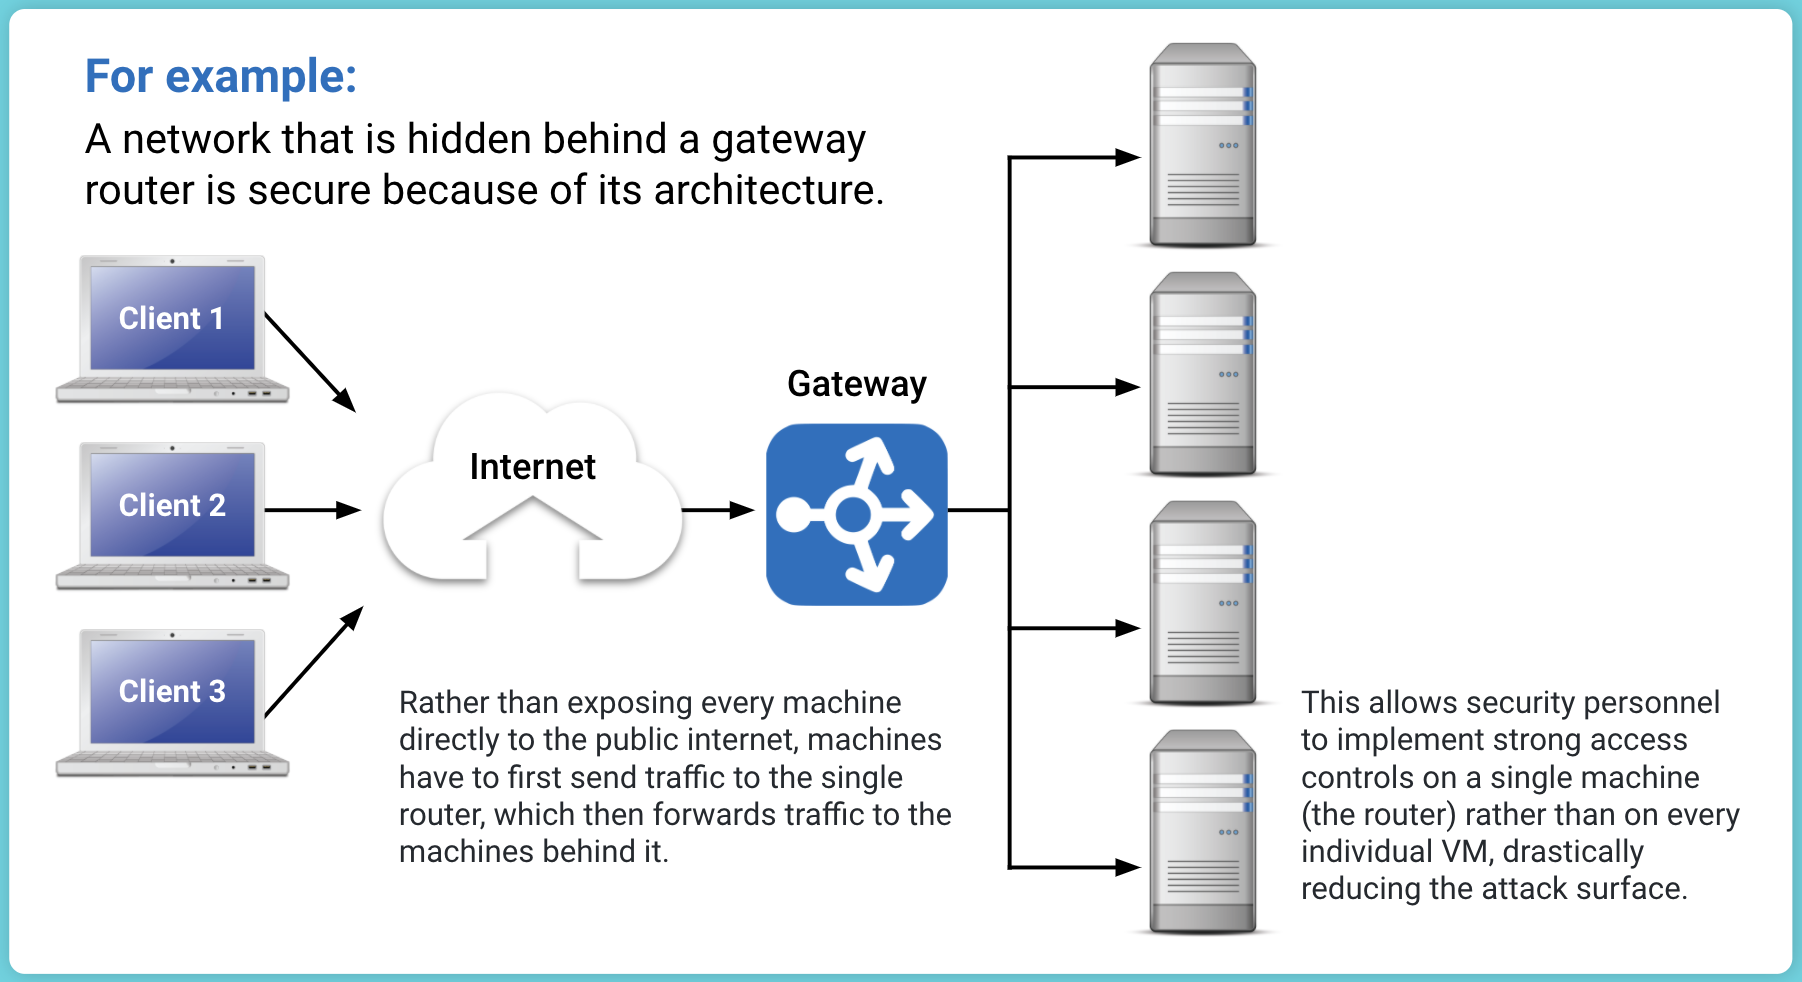 For example:
A network that is hidden behind a gateway
router is secure because of its architecture.
Client 1
Client 2
Client 3
Internet
Gateway
Rather than exposing every machine
directly to the public internet, machines
have to first send traffic to the single
router, which then forwards traffic to the
machines behind it.
This allows security personnel
to implement strong access
controls on a single machine
(the router) rather than on every
individual VM, drastically
reducing the attack surface.